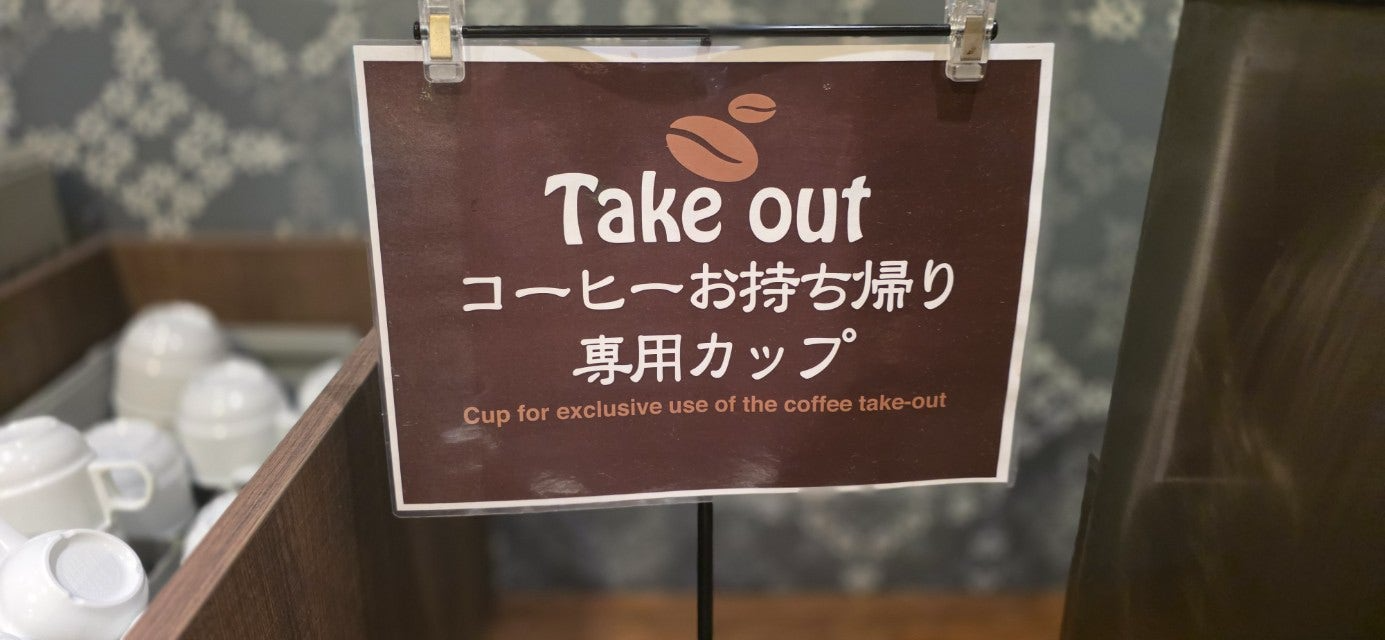 Take out
コーヒーお持ち帰り
専用カップ
Cup for exclusive use of the coffee take-out